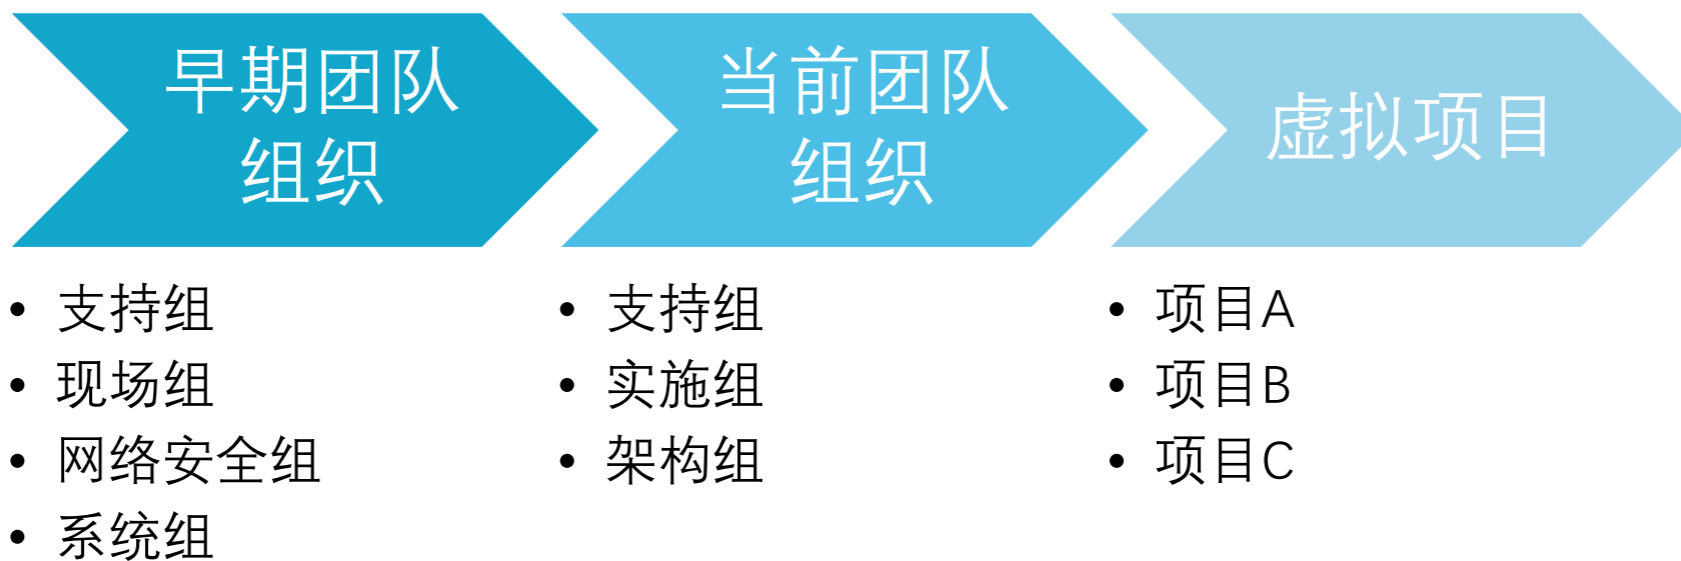 早期团队
组织
• 支持组
• 现场组
• 网络安全组
• 系统组
当前团队
组织
• 支持组
• 实施组
• 架构组
虚拟项目
• 项目A
• 项目B
• 项目C